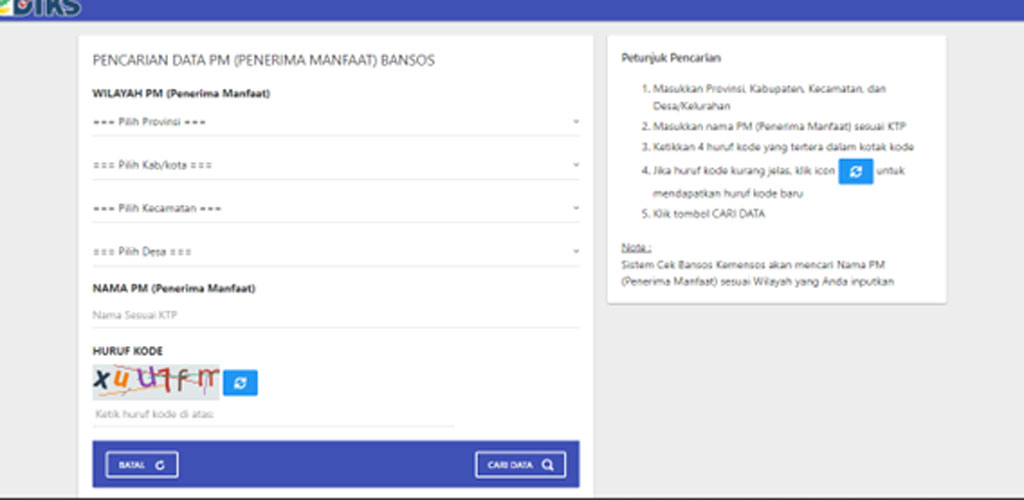 DTKS
PENCARIAN DATA PM (PENERIMA MANFAAT) BANSOS
WILAYAH PM (Penerima Manfaat)
=== Pilih Provinsi ===
=== Pilih Kab/kota ===
=== Pilih Kecamatan ===
=== Pilih Desa ===
NAMA PM (Penerima Manfaat)
Nama Sesuai KTP
HURUF KODE
Ketik huruf kode di atas:
BATAL
CARI DATA
Petunjuk Pencarian
1. Masukkan Provinsi, Kabupaten, Kecamatan, dan
Desa/Kelurahan
2. Masukkan nama PM (Penerima Manfaat) sesuai KTP
3. Ketikkan 4 huruf kode yang tertera dalam kotak kode
4. Jika huruf kode kurang jelas, klik icon untuk
mendapatkan huruf kode baru
5. Klik tombol CARI DATA
Note :
Sistem Cek Bansos Kemensos akan mencari Nama PM
(Penerima Manfaat) sesuai Wilayah yang Anda inputkan